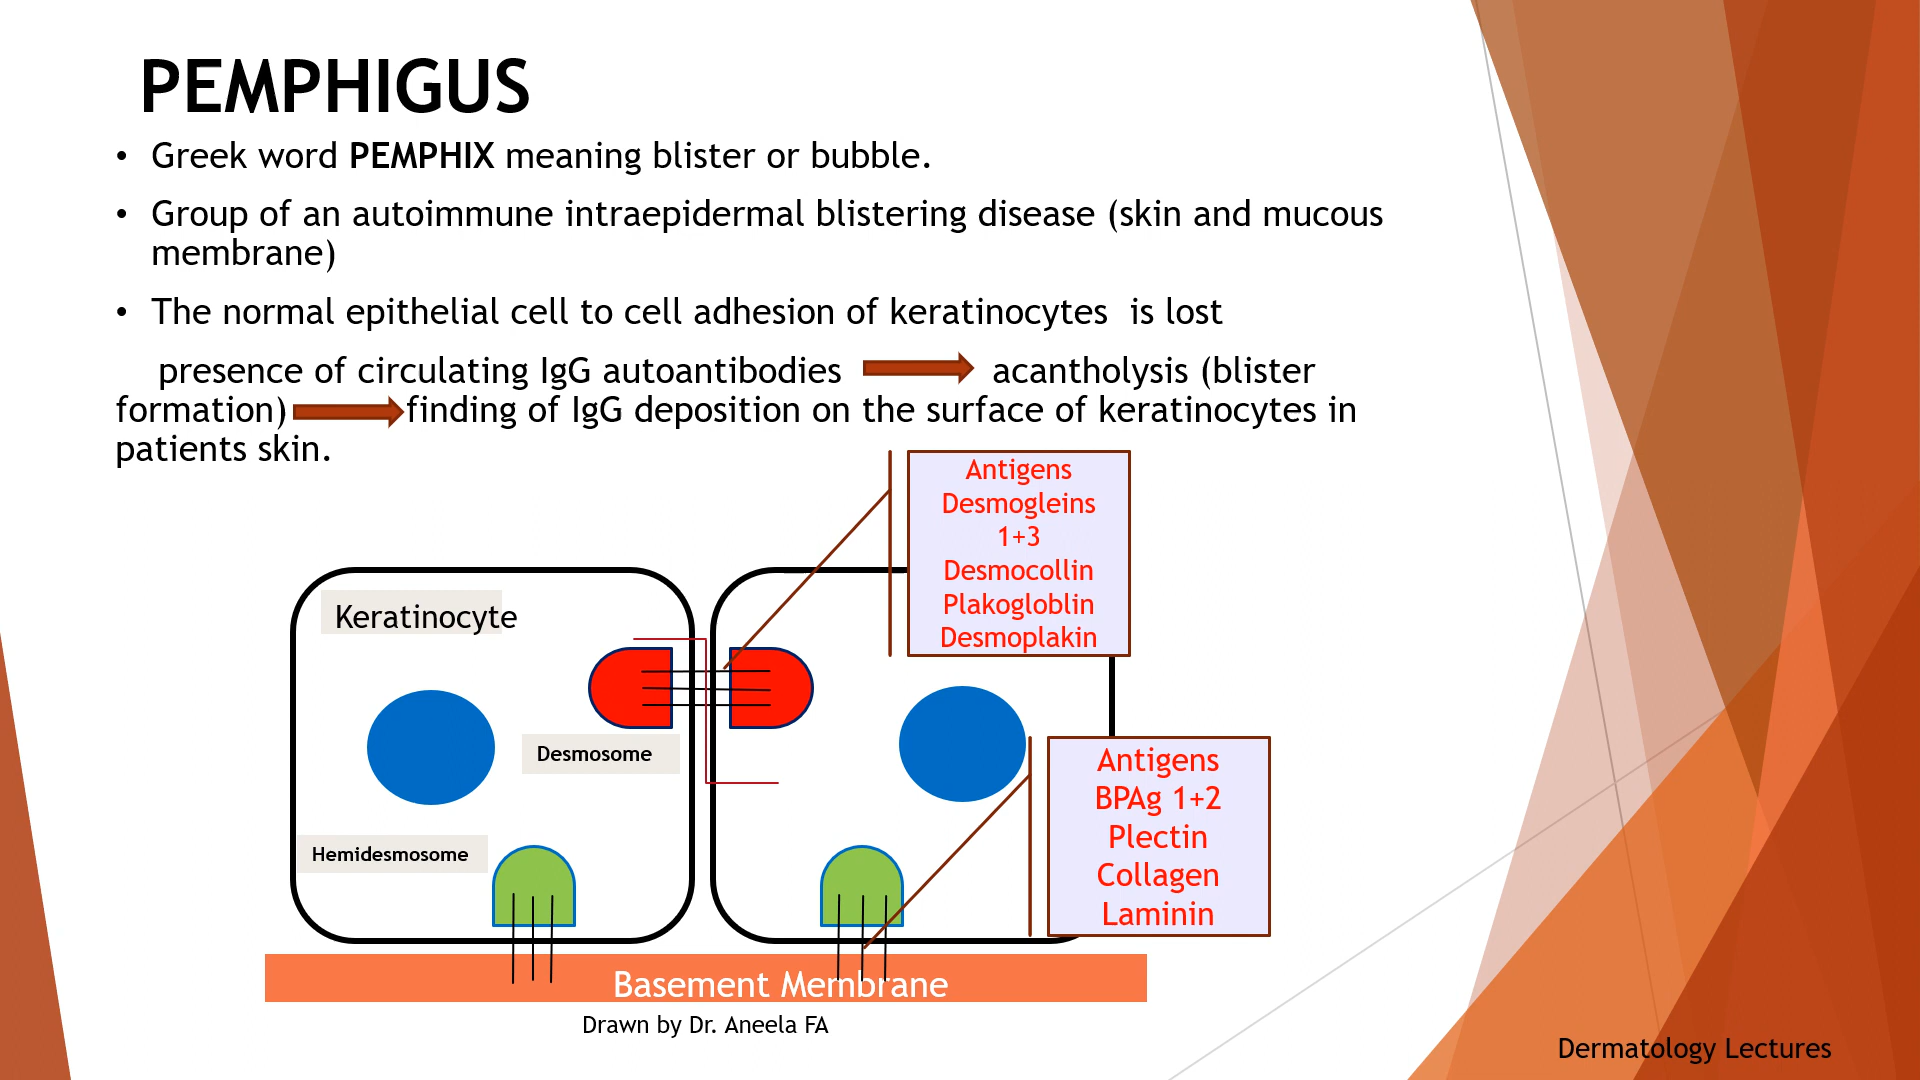 PEMPHIGUS
• Greek word PEMPHIX meaning blister or bubble.
• Group of an autoimmune intraepidermal blistering disease (skin and mucous
membrane)
• The normal epithelial cell to cell adhesion of keratinocytes is lost
presence of circulating IgG autoantibodies acantholysis (blister
formation) finding of IgG deposition on the surface of keratinocytes in
patients skin.
Antigens
Desmogleins
1+3
Desmocollin
Plakogloblin
Desmoplakin
Keratinocyte
Desmosome
Hemidesmosome
Antigens
BPAg 1+2
Plectin
Collagen
Laminin
Basement Membrane
Drawn by Dr. Aneela FA
Dermatology Lectures